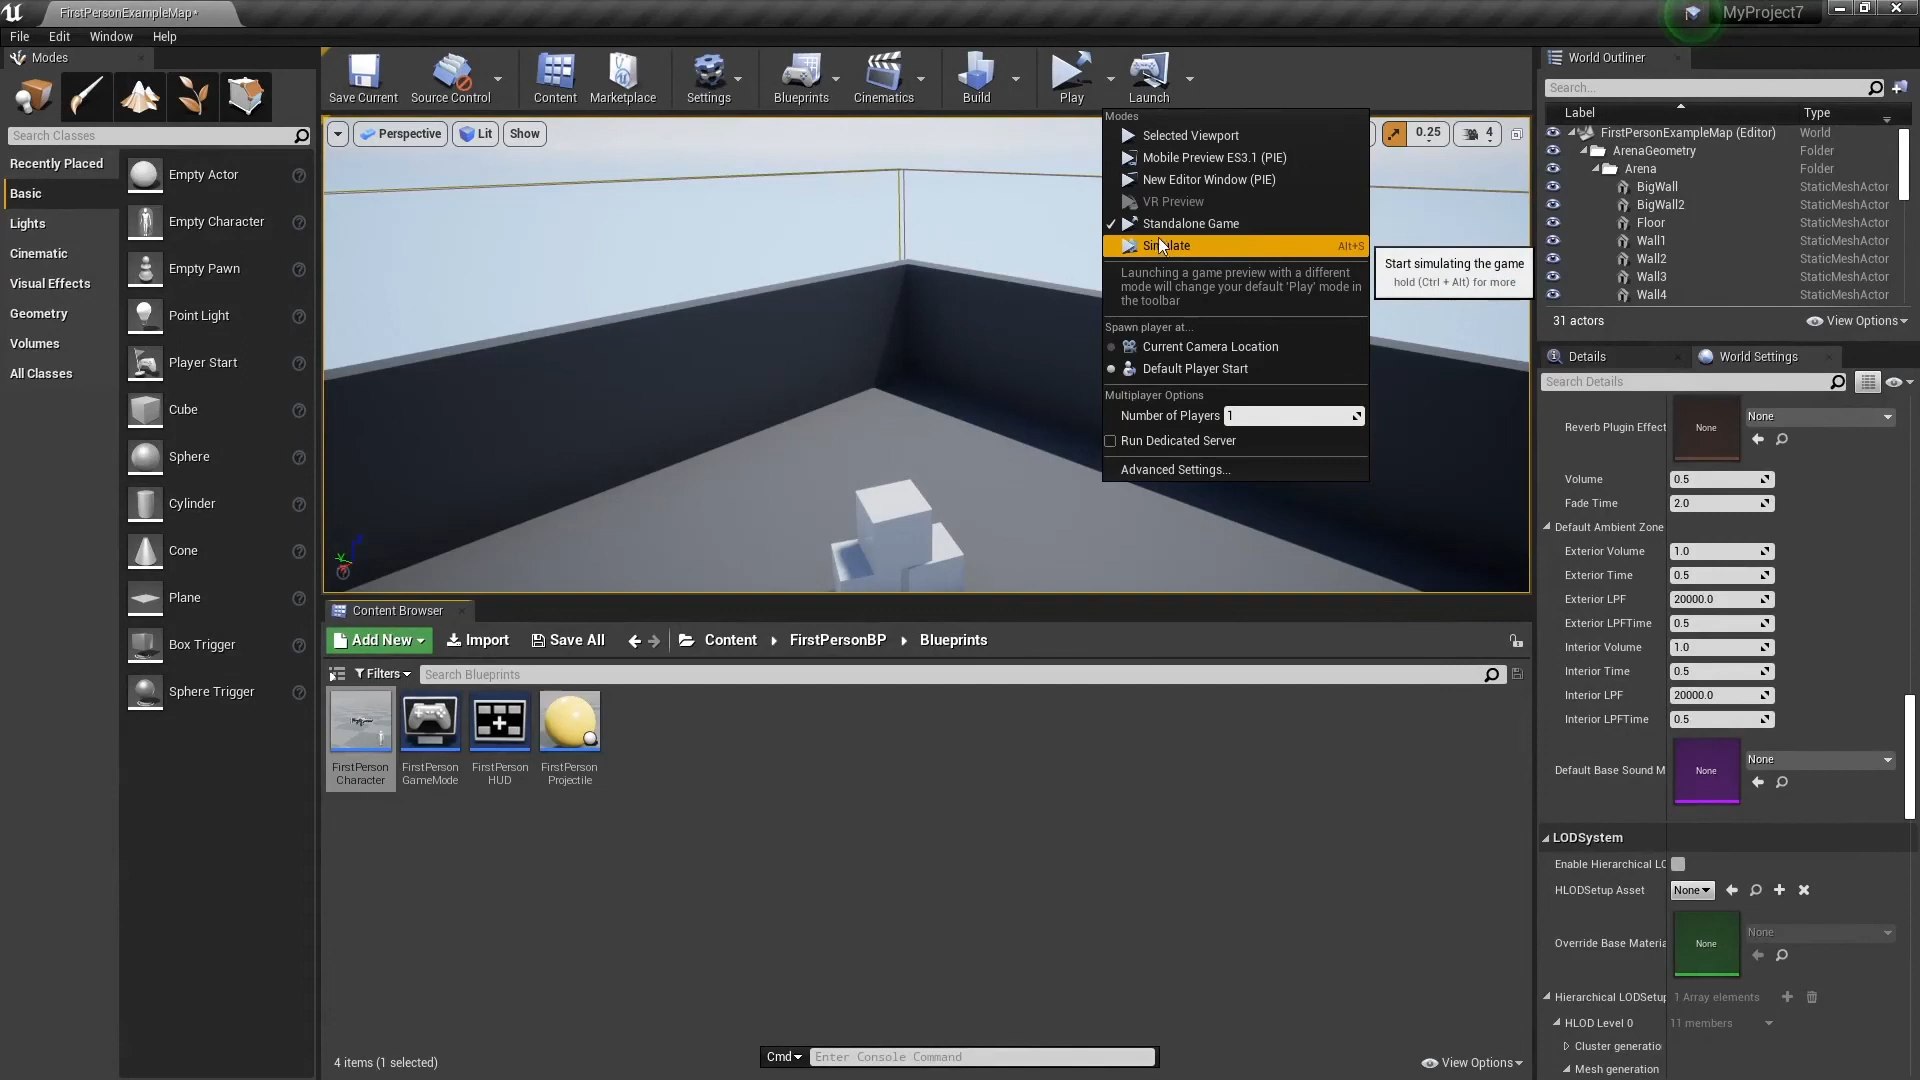 FirstPersonExampleMap*
MyProject7
File
Edit
Window
Help
Modes
Save Current
Source Control
Content
Marketplace
Settings
Blueprints
Cinematics
Build
Play
Launch
World Outliner
Search...
Label
Type
FirstPersonExampleMap (Editor)
World
ArenaGeometry
Folder
Arena
Folder
BigWall
StaticMeshActor
BigWall2
StaticMeshActor
Floor
StaticMeshActor
Wall1
StaticMeshActor
Wall2
StaticMeshActor
Wall3
StaticMeshActor
Wall4
StaticMeshActor
31 actors
View Options
Search Classes
Recently Placed
Basic
Lights
Cinematic
Visual Effects
Geometry
Volumes
All Classes
Empty Actor
Empty Character
Empty Pawn
Point Light
Player Start
Cube
Sphere
Cylinder
Cone
Plane
Box Trigger
Sphere Trigger
Perspective
Lit
Show
0.25
4
Modes
Selected Viewport
Mobile Preview ES3.1 (PIE)
New Editor Window (PIE)
VR Preview
Standalone Game
Simulate
Alt+S
Launching a game preview with a different
mode will change your default 'Play' mode in
the toolbar
Spawn player at...
Current Camera Location
Default Player Start
Multiplayer Options
Number of Players
1
Run Dedicated Server
Advanced Settings...
Start simulating the game
hold (Ctrl + Alt) for more
Details
World Settings
Search Details
Reverb Plugin Effect
None
None
Volume
0.5
Fade Time
2.0
Default Ambient Zone
Exterior Volume
1.0
Exterior Time
0.5
Exterior LPF
20000.0
Exterior LPFTime
0.5
Interior Volume
1.0
Interior Time
0.5
Interior LPF
20000.0
Interior LPFTime
0.5
Default Base Sound M
None
None
LODSystem
Enable Hierarchical LO
HLODSetup Asset
None
Override Base Materia
None
None
Hierarchical LODSetup
1 Array elements
HLOD Level 0
11 members
Cluster generatio
Mesh generation
Content Browser
Add New
Import
Save All
Content
FirstPersonBP
Blueprints
Filters
Search Blueprints
FirstPerson
Character
FirstPerson
GameMode
FirstPerson
HUD
FirstPerson
Projectile
4 items (1 selected)
Cmd
Enter Console Command
View Options